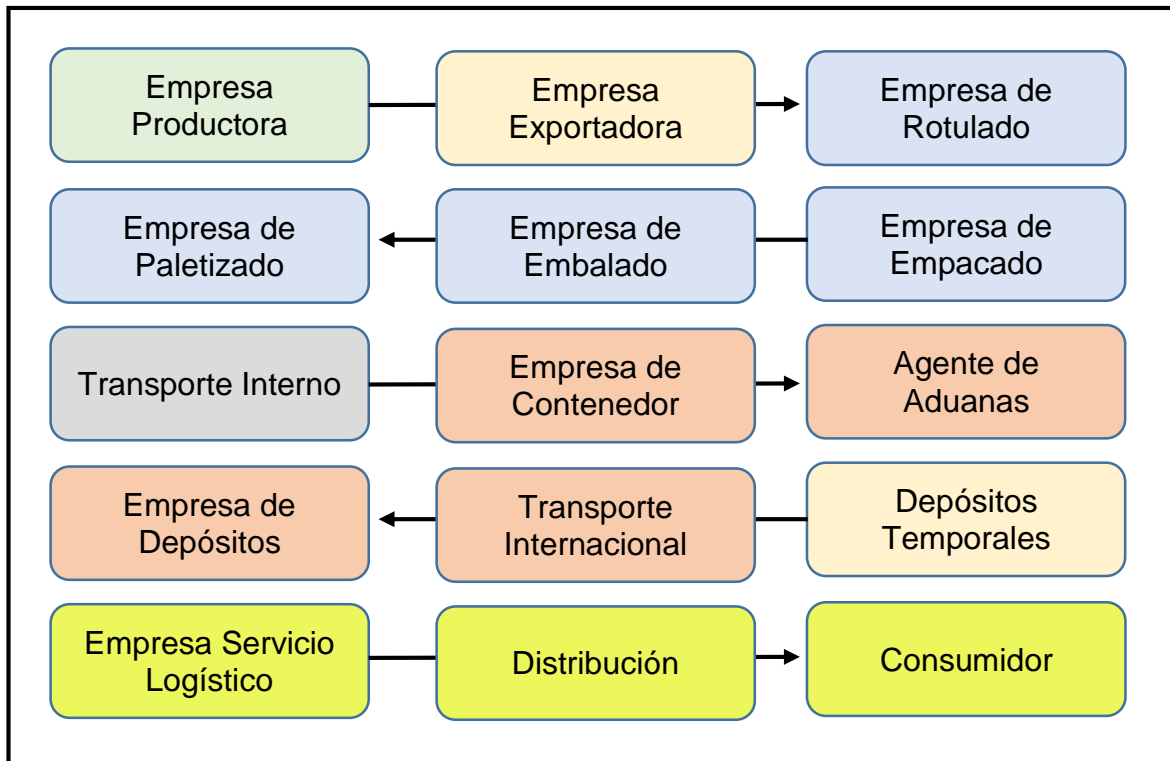 Empresa
Productora
Empresa
Exportadora
Empresa de
Rotulado
Empresa de
Paletizado
Empresa de
Embalado
Empresa de
Empacado
Transporte Interno
Empresa de
Contenedor
Agente de
Aduanas
Empresa de
Depósitos
Transporte
Internacional
Depósitos
Temporales
Empresa Servicio
Logístico
Distribución
Consumidor